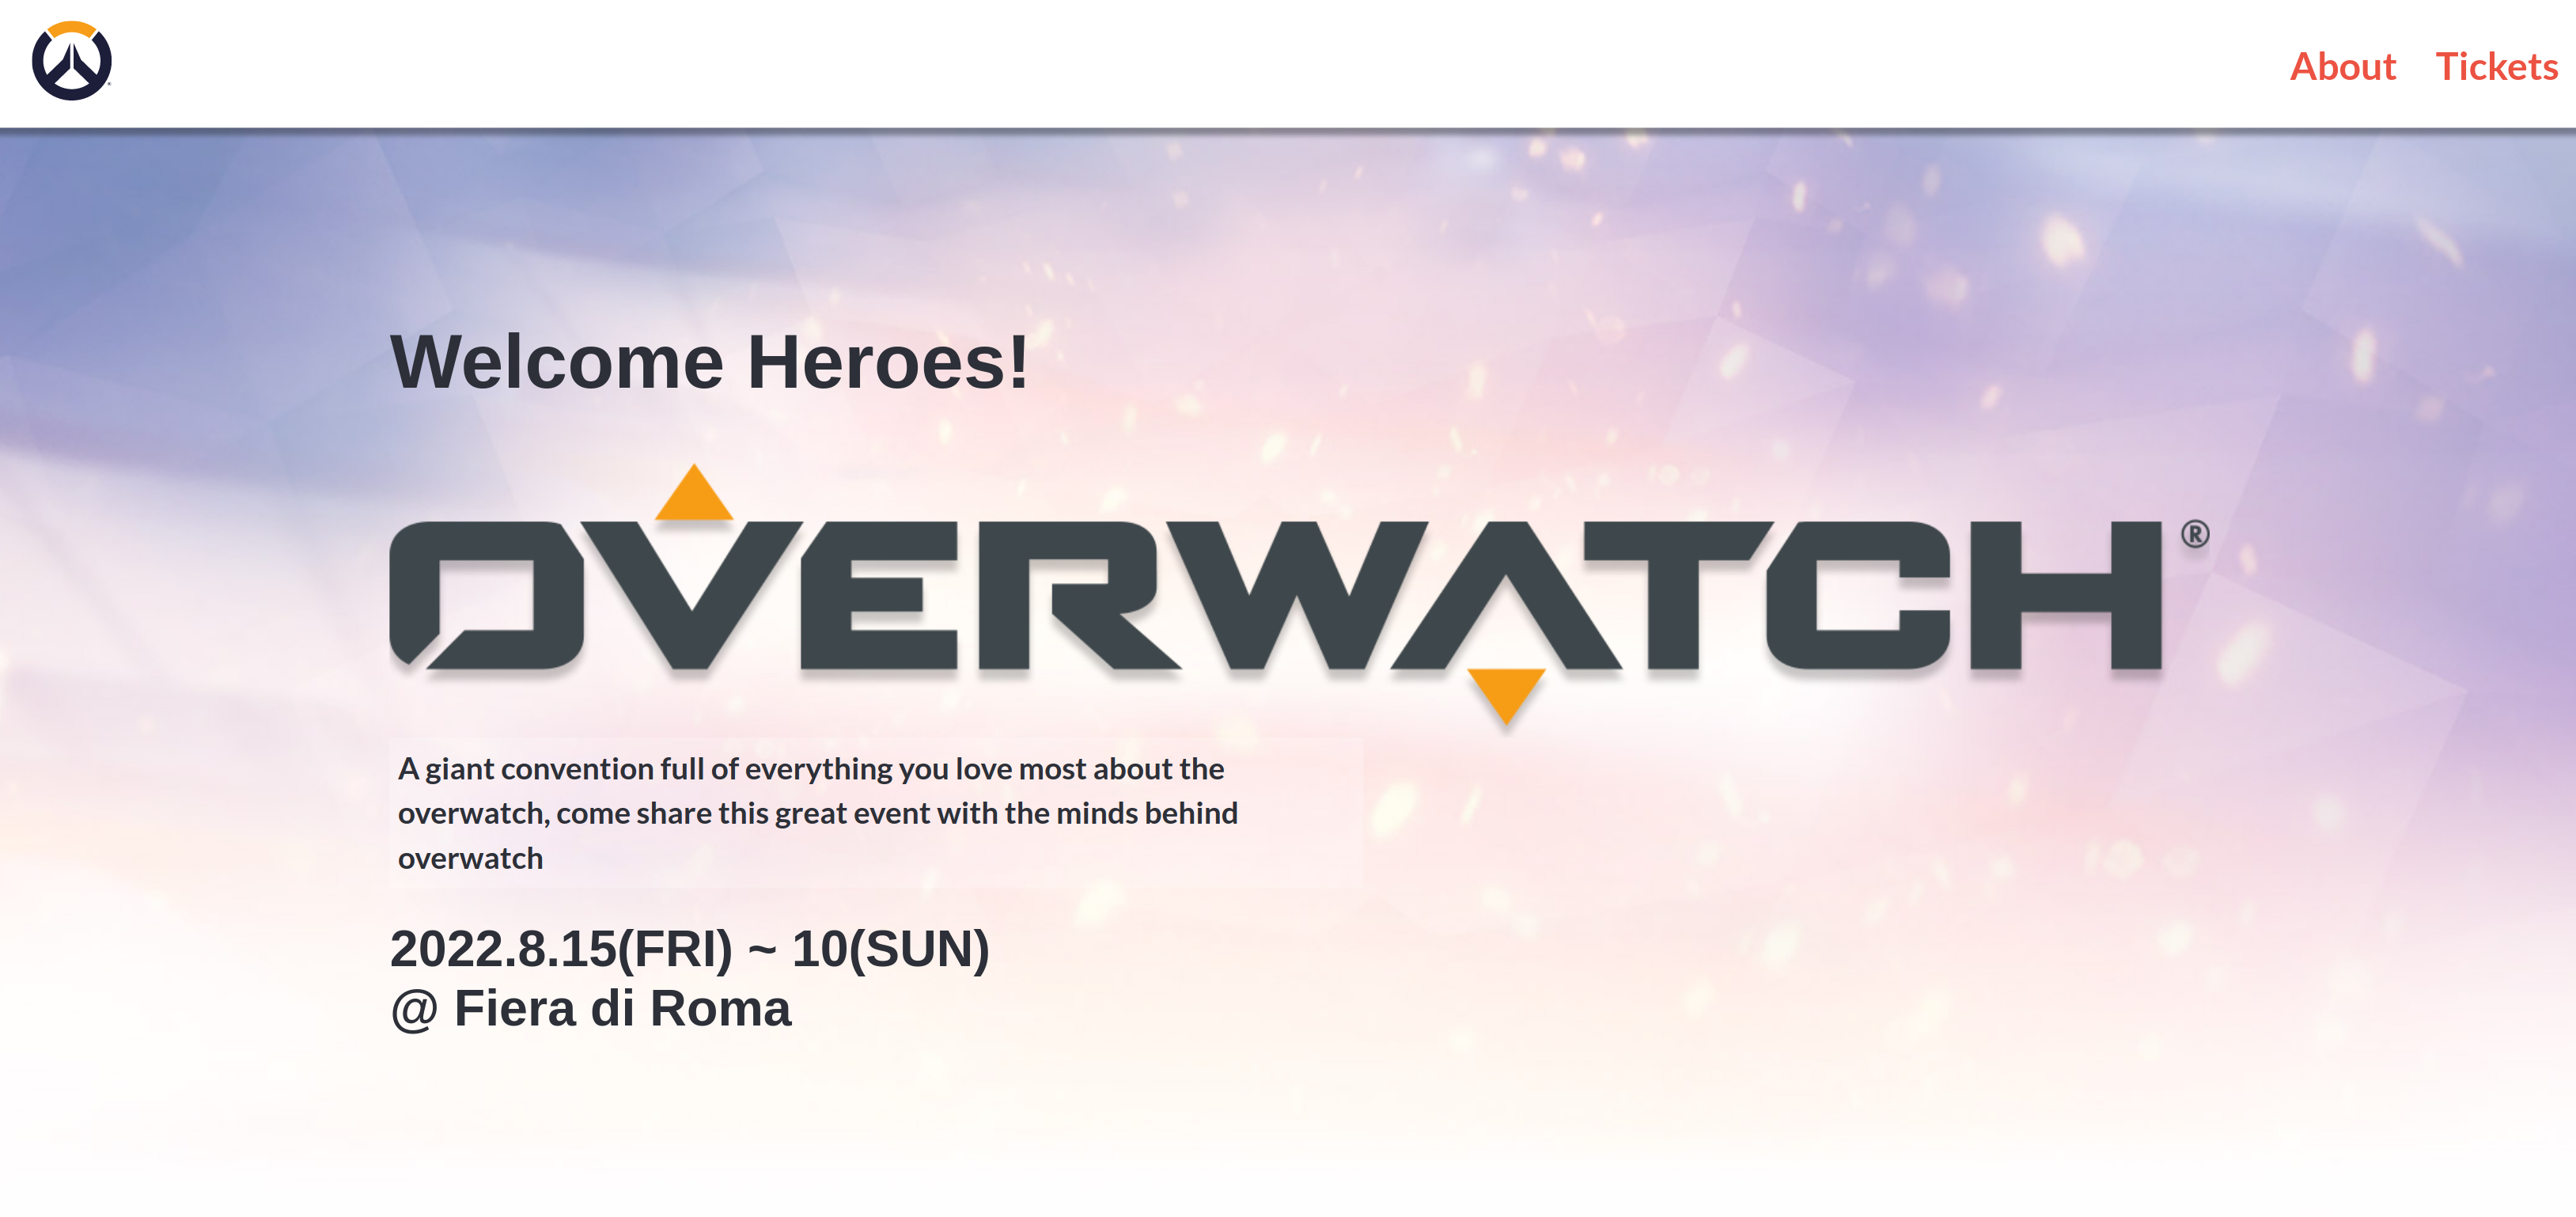 About Tickets
Welcome Heroes!
OVERWATCH®
A giant convention full of everything you love most about the
overwatch, come share this great event with the minds behind
overwatch
2022.8.15(FRI) ~ 10(SUN)
@ Fiera di Roma